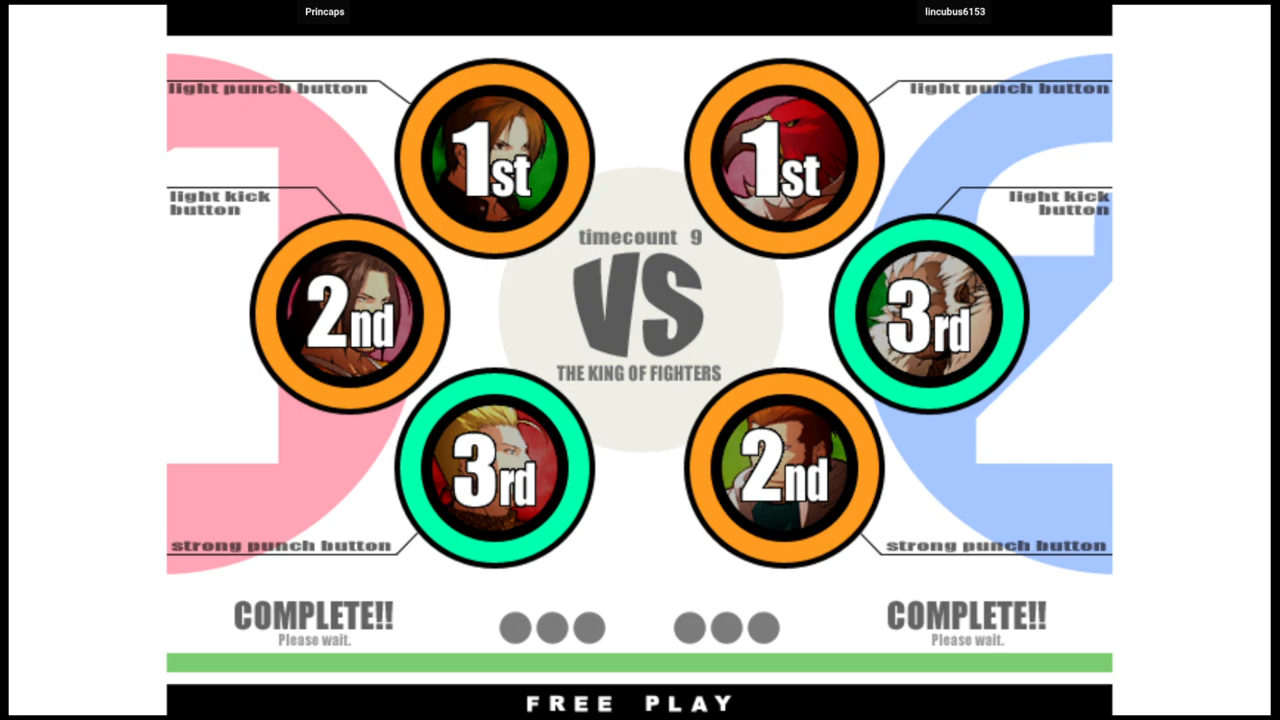 Princaps
lincubus6153
light punch button
light punch button
1st
1st
light kick
button
light kick
button
timecount 9
VS
THE KING OF FIGHTERS
2nd
3rd
3rd
2nd
strong punch button
strong punch button
COMPLETE!!
Please wait.
COMPLETE!!
Please wait.
FREE PLAY
1
2